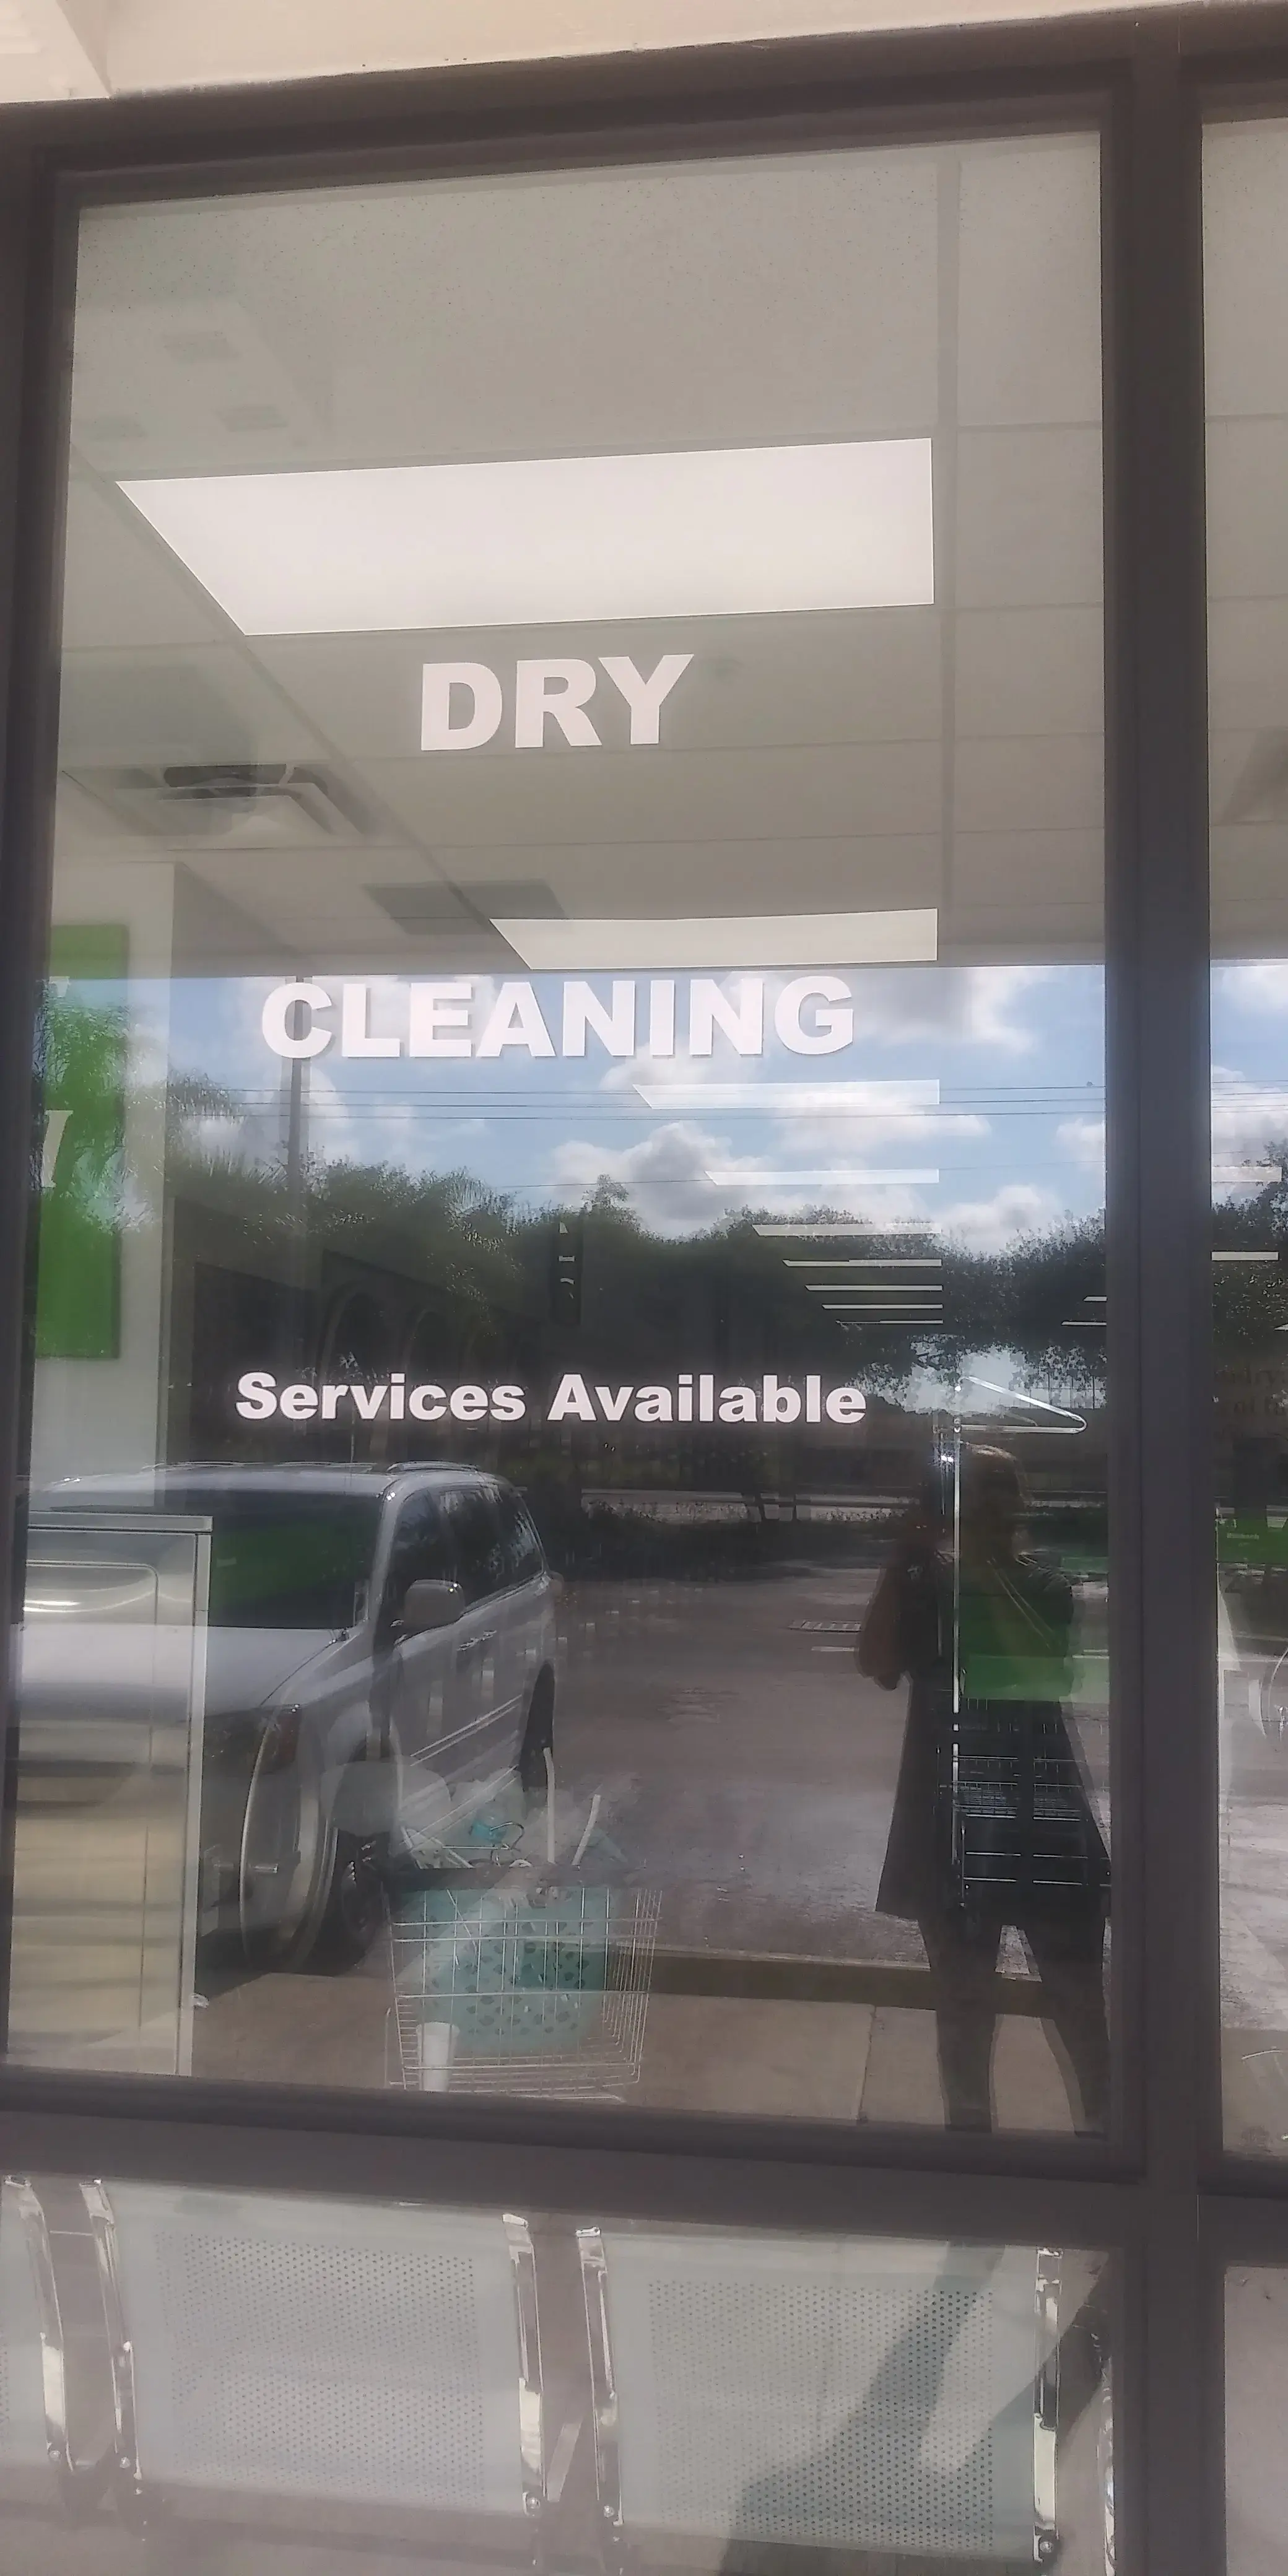 DRY
CLEANING
Services Available